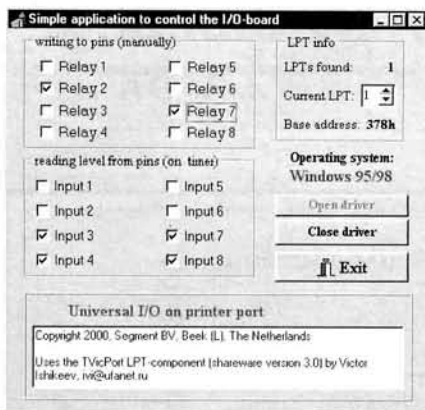 Simple application to control the I/O-board
writing to pins (manually)
Relay 1
Relay 5
Relay 2
Relay 6
Relay 3
Relay 7
Relay 4
Relay 8
LPT info
LPTs found: 1
Current LPT: 1
Base address: 378h
reading level from pins (on timer)
Input 1
Input 5
Input 2
Input 6
Input 3
Input 7
Input 4
Input 8
Operating system:
Windows 95/98
Open driver
Close driver
Exit
Universal I/O on printer port
Copyright 2000, Segment BV, Beek (L), The Netherlands
Uses the TVicPort LPT-component (shareware version 3.0) by Victor
Ishikeev, ivi@ufanet.ru